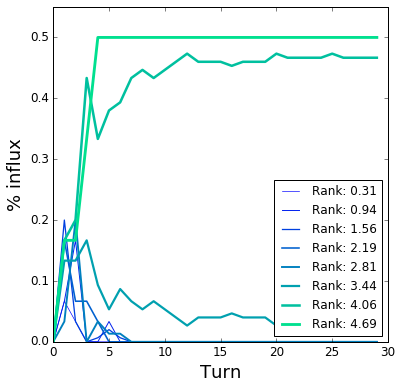 0.5
0.4
0.3
0.2
0.1
0.0
% influx
0 5 10 15 20 25 30
Turn
Rank: 0.31
Rank: 0.94
Rank: 1.56
Rank: 2.19
Rank: 2.81
Rank: 3.44
Rank: 4.06
Rank: 4.69